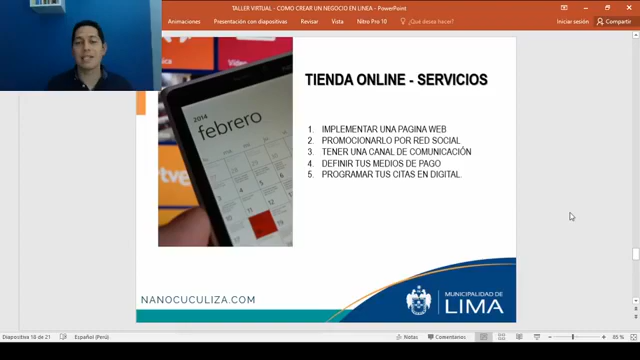 TALLER VIRTUAL - COMO CREAR UN NEGOCIO EN LINEA - PowerPoint
Animaciones Presentación con diapositivas Revisar Vista Nitro Pro 10 ¿Qué desea hacer? Iniciar sesión Compartir
TIENDA ONLINE - SERVICIOS
1. IMPLEMENTAR UNA PAGINA WEB
2. PROMOCIONARLO POR RED SOCIAL
3. TENER UNA CANAL DE COMUNICACIÓN
4. DEFINIR TUS MEDIOS DE PAGO
5. PROGRAMAR TUS CITAS EN DIGITAL.
2014
febrero
NANOCUCULIZA.COM
MUNICIPALIDAD DE
LIMA
Diapositiva 18 de 21 Español (Perú) Notas Comentarios 85 %